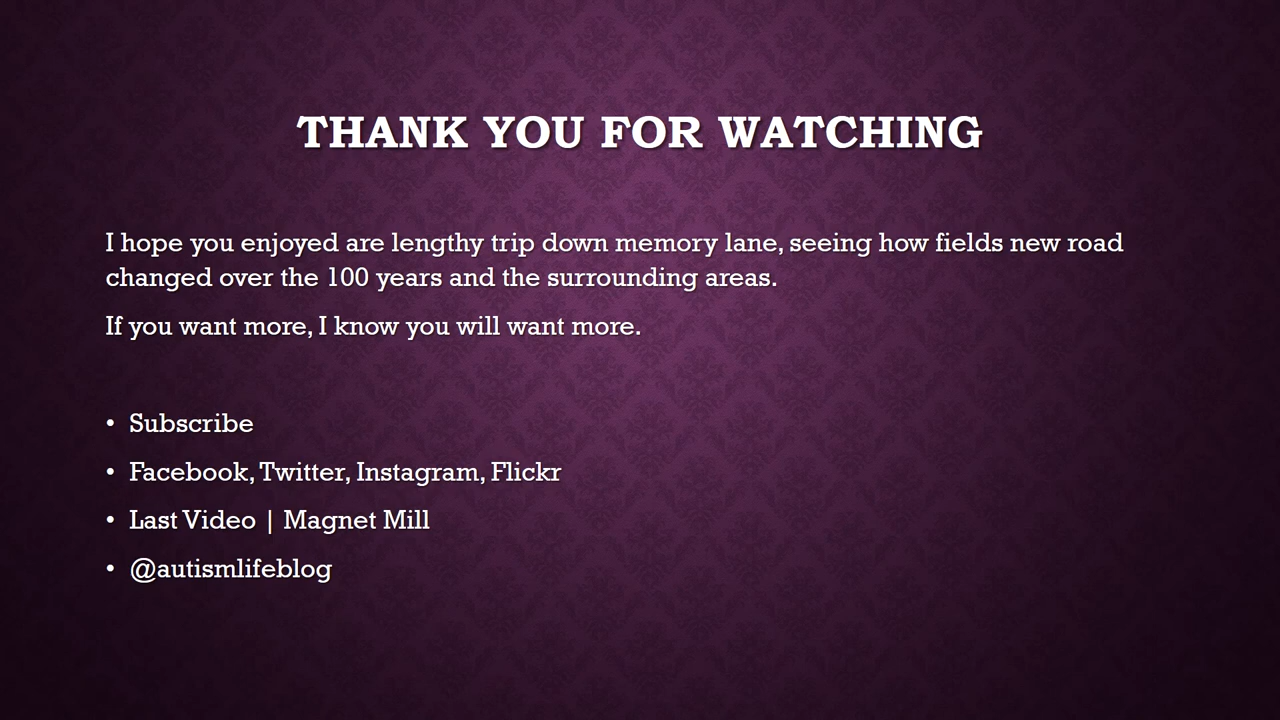 THANK YOU FOR WATCHING
I hope you enjoyed are lengthy trip down memory lane, seeing how fields new road
changed over the 100 years and the surrounding areas.
If you want more, I know you will want more.
• Subscribe
• Facebook, Twitter, Instagram, Flickr
• Last Video | Magnet Mill
• @autismlifeblog